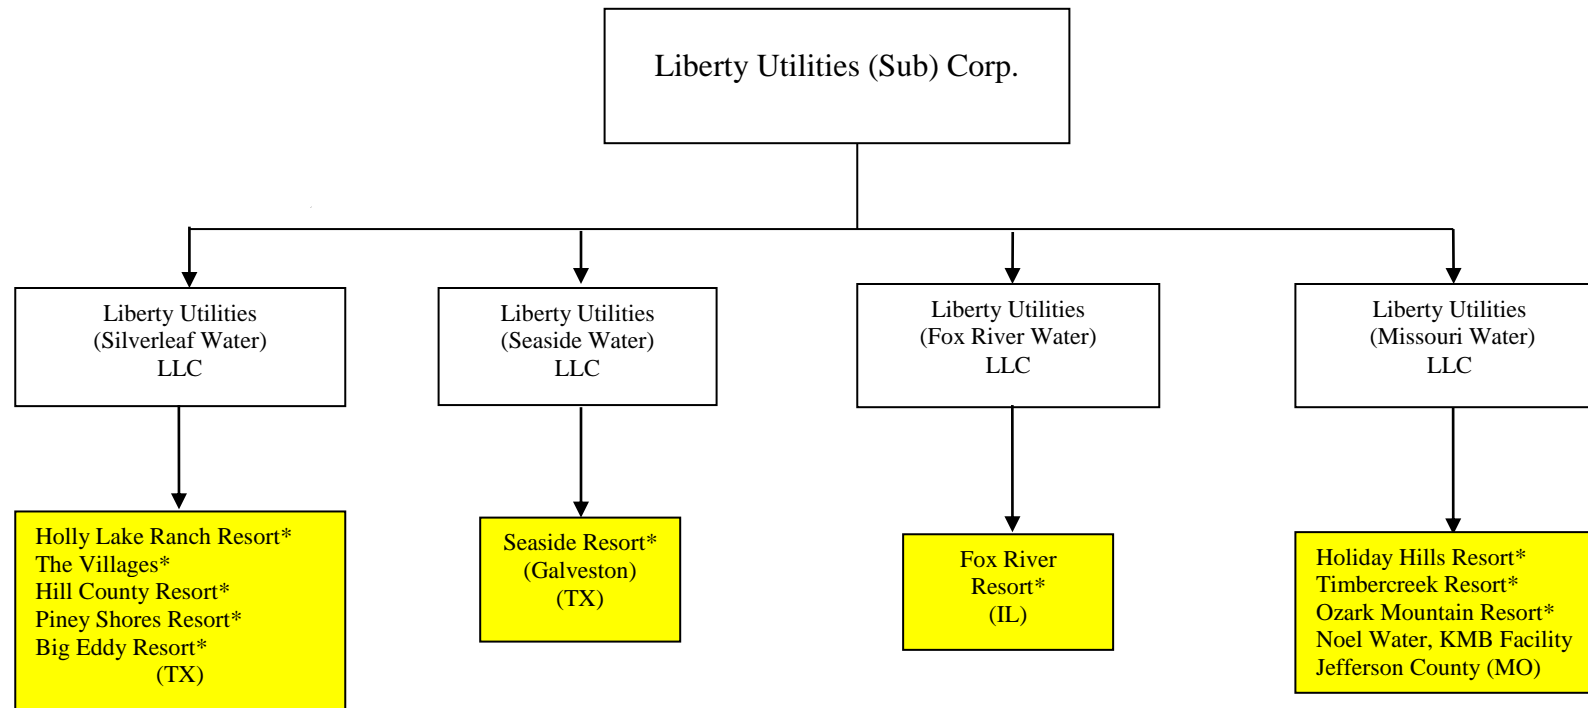 Liberty Utilities (Sub) Corp.
Liberty Utilities
(Silverleaf Water)
LLC
Liberty Utilities
(Seaside Water)
LLC
Liberty Utilities
(Fox River Water)
LLC
Liberty Utilities
(Missouri Water)
LLC
Holly Lake Ranch Resort*
The Villages*
Hill County Resort*
Piney Shores Resort*
Big Eddy Resort*
(TX)
Seaside Resort*
(Galveston)
(TX)
Fox River
Resort*
(IL)
Holiday Hills Resort*
Timbercreek Resort*
Ozark Mountain Resort*
Noel Water, KMB Facility
Jefferson County (MO)